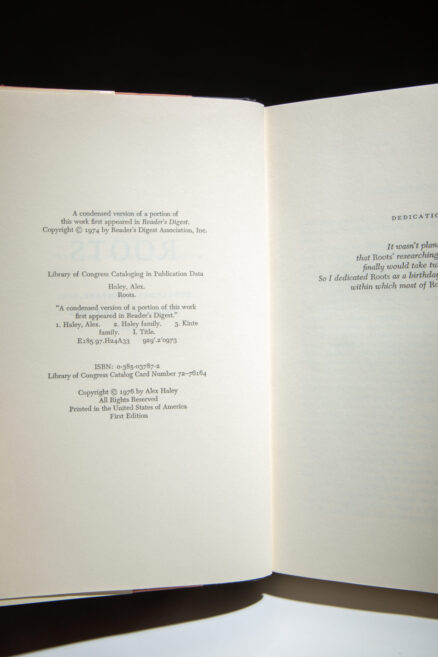 A condensed version of a portion of
this work first appeared in Reader's Digest.
Copyright © 1974 by Reader's Digest Association, Inc.
ROOTS
Library of Congress Cataloging in Publication Data
Haley, Alex.
Roots.
"A condensed version of a portion of this work
first appeared in Reader's Digest."
1. Haley, Alex. 2. Haley family. 3. Kinte
family. I. Title.
E185.97.H24A33 929'.2'0973
ISBN: 0-385-03787-2
Library of Congress Catalog Card Number 72-76164
Copyright © 1976 by Alex Haley
All Rights Reserved
Printed in the United States of America
First Edition
DEDICATIO
It wasn't plan
that Roots' researching
finally would take tw
So I dedicated Roots as a birthday
within which most of Ro